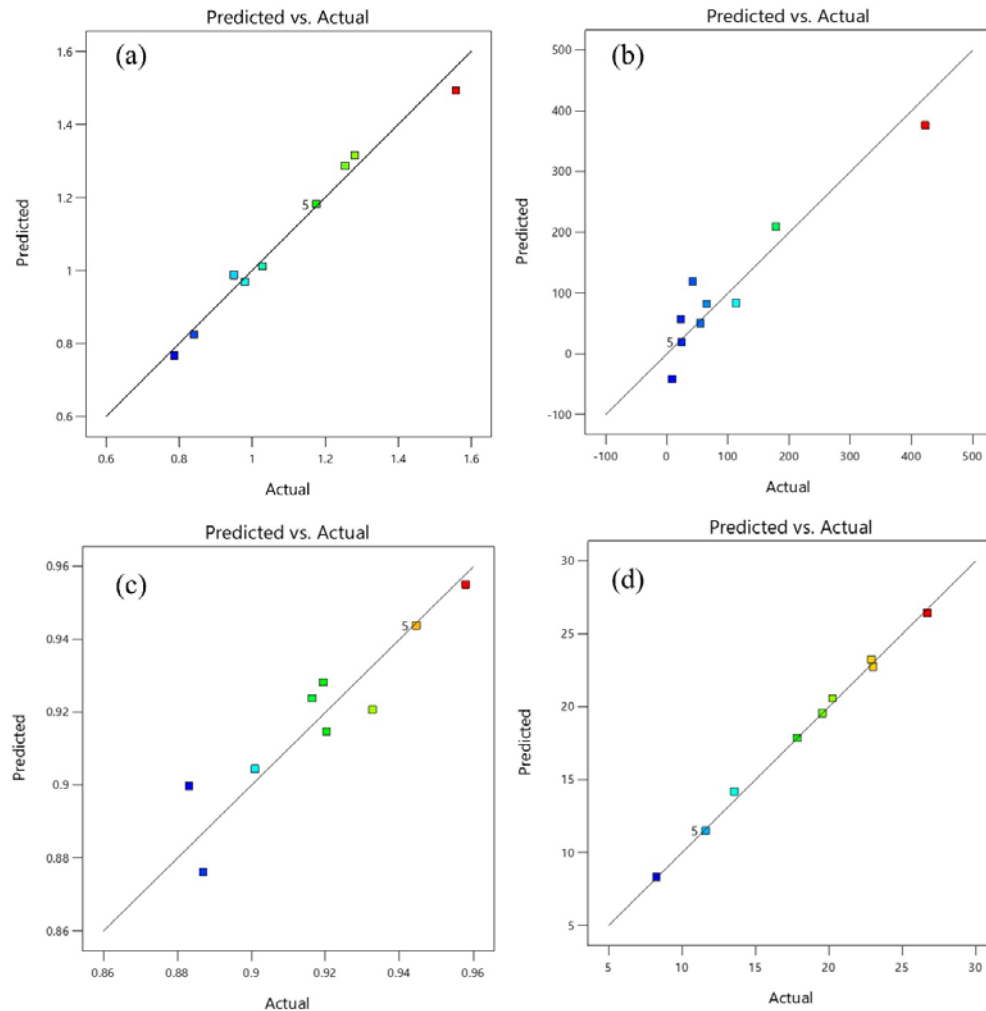 Predicted vs. Actual
(a)
1.6
1.4
1.2
1
0.8
0.6
5
Predicted
0.6 0.8 1 1.2 1.4 1.6
Actual
Predicted vs. Actual
(b)
500
400
300
200
100
0
-100
5
Predicted
-100 0 100 200 300 400 500
Actual
Predicted vs. Actual
(c)
0.96
0.94
0.92
0.9
0.88
0.86
5
Predicted
0.86 0.88 0.9 0.92 0.94 0.96
Actual
Predicted vs. Actual
(d)
30
25
20
15
10
5
5
Predicted
5 10 15 20 25 30
Actual